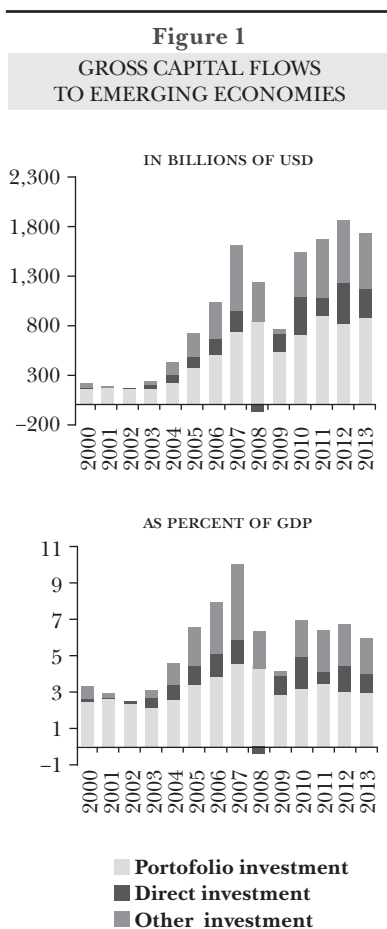 Figure 1
GROSS CAPITAL FLOWS
TO EMERGING ECONOMIES
IN BILLIONS OF USD
2,300
1,800
1,300
800
300
–200
2000 2001 2002 2003 2004 2005 2006 2007 2008 2009 2010 2011 2012 2013
AS PERCENT OF GDP
11
9
7
5
3
1
–1
2000 2001 2002 2003 2004 2005 2006 2007 2008 2009 2010 2011 2012 2013
Portofolio investment
Direct investment
Other investment